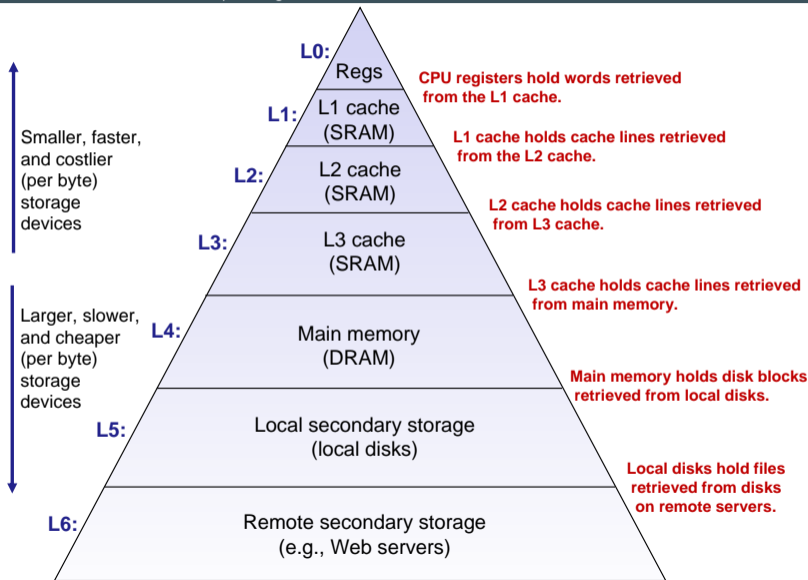 L0:
Regs
CPU registers hold words retrieved
from the L1 cache.
L1:
L1 cache
(SRAM)
L1 cache holds cache lines retrieved
from the L2 cache.
Smaller, faster,
and costlier
(per byte)
storage
devices
L2:
L2 cache
(SRAM)
L2 cache holds cache lines retrieved
from L3 cache.
L3:
L3 cache
(SRAM)
L3 cache holds cache lines retrieved
from main memory.
Larger, slower,
and cheaper
(per byte)
storage
devices
L4:
Main memory
(DRAM)
Main memory holds disk blocks
retrieved from local disks.
L5:
Local secondary storage
(local disks)
Local disks hold files
retrieved from disks
on remote servers.
L6:
Remote secondary storage
(e.g., Web servers)